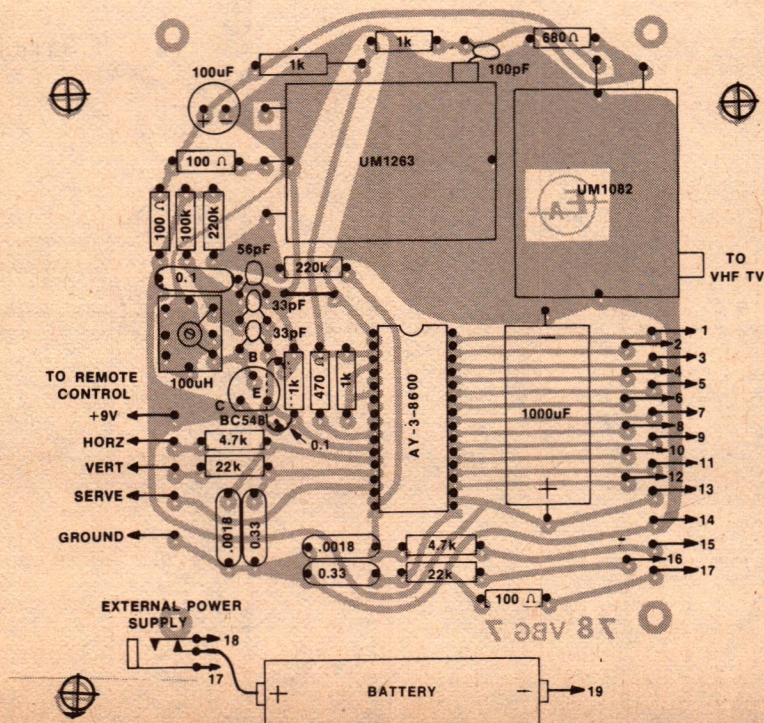 1k
680Ω
1k
100pF
100uF
+ −
UM1263
UM1082
100 Ω
EA
100 Ω
100k
220k
56pF
220k
TO
VHF TV
0.1
33pF
33pF
100uH
B
E
C
BC548
1k
470 Ω
1k
AY-3-8600
−
1000uF
+
1
2
3
4
5
6
7
8
9
10
11
12
13
14
15
16
17
TO REMOTE
CONTROL
+9V
HORZ
VERT
SERVE
GROUND
4.7k
22k
0.1
.0018
0.33
.0018
0.33
4.7k
22k
100 Ω
78 VBG 7
EXTERNAL POWER
SUPPLY
18
17
+ BATTERY −
19